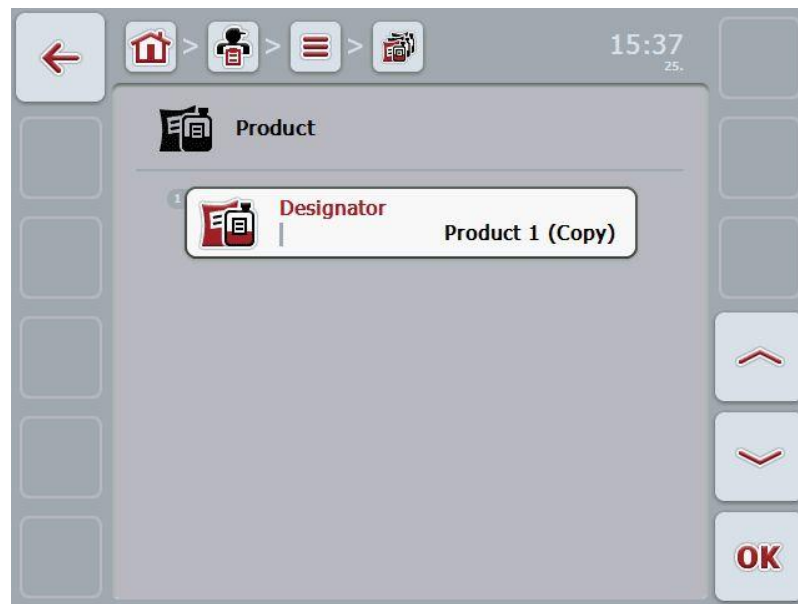 > > >
15:37
25.
Product
1
Designator
Product 1 (Copy)
OK